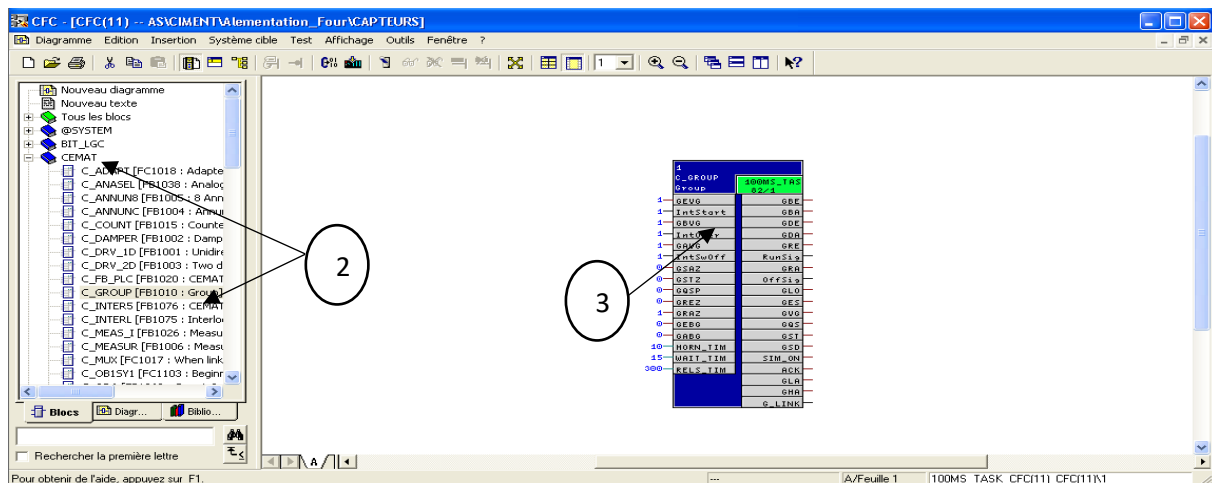 CFC - [CFC(11) -- AS\CIMENT\Alementation_Four\CAPTEURS]
Diagramme Edition Insertion Système cible Test Affichage Outils Fenêtre ?
1
Nouveau diagramme
Nouveau texte
Tous les blocs
@SYSTEM
BIT_LGC
CEMAT
C_ADAPT [FC1018 : Adapte
C_ANASEL [FB1038 : Analog
C_ANNUN8 [FB1005 : 8 Ann
C_ANNUNC [FB1004 : Annun
C_COUNT [FB1015 : Counte
C_DAMPER [FB1002 : Damp
C_DRV_1D [FB1001 : Unidire
C_DRV_2D [FB1003 : Two d
C_FB_PLC [FB1020 : CEMAT
C_GROUP [FB1010 : Group]
C_INTER5 [FB1076 : CEMAT
C_INTERL [FB1075 : Interloc
C_MEAS_I [FB1026 : Measu
C_MEASUR [FB1006 : Measu
C_MUX [FC1017 : When link
C_OB1SY1 [FC1103 : Beginr
2
3
1
C_GROUP
Group
100MS_TAS
82/1
1 GEVG GBE
1 IntStart GBA
1 GBVG GDE
1 GDA
1 GAVG GRE
1 IntSwOff RunSig
0 GSAZ GRA
0 GSTZ OffSig
0 GQSP GLO
0 GREZ GES
1 GRAZ GVG
0 GEBG GQS
0 GABG GST
10 HORN_TIM GSD
15 WAIT_TIM SIM_ON
300 RELS_TIM ACK
GLA
GHA
G_LINK
Blocs Diagr... Biblio...
Rechercher la première lettre
A
Pour obtenir de l'aide, appuyez sur F1.
--- A/Feuille 1 100MS_TASK CFC(11) CFC(11)\1